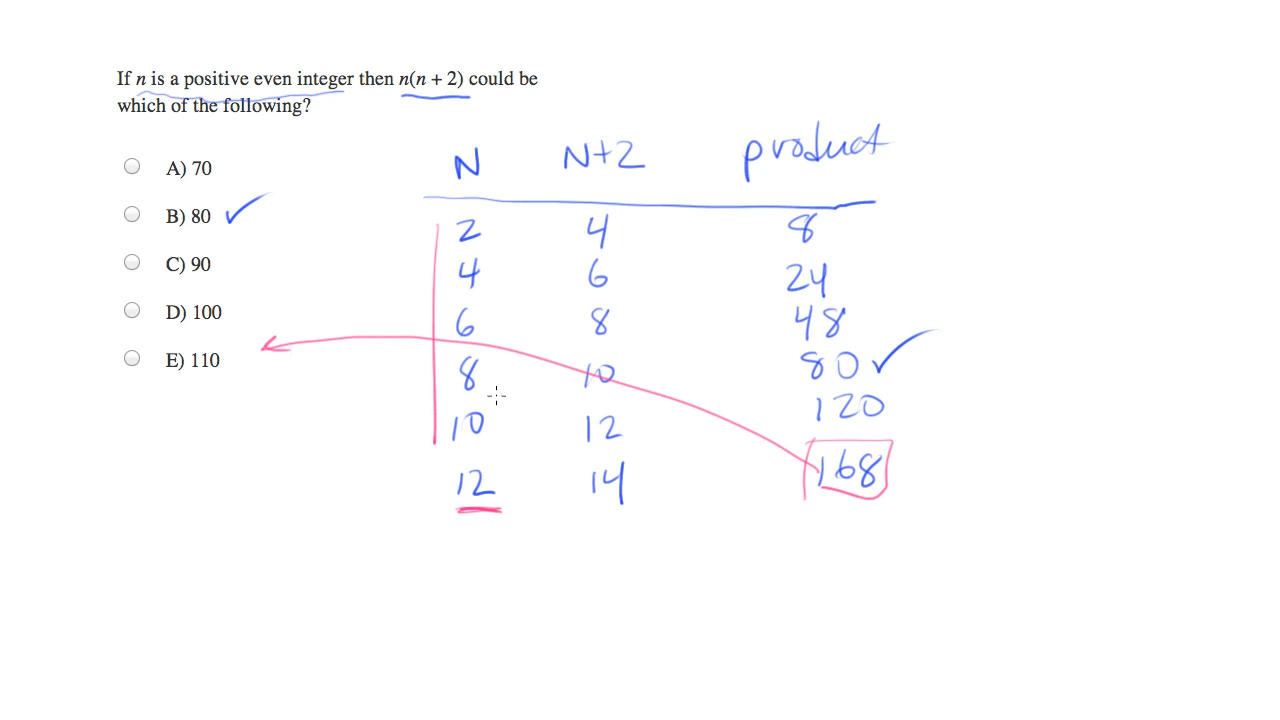 If n is a positive even integer then n(n + 2) could be
which of the following?
A) 70
B) 80
C) 90
D) 100
E) 110
N N+2 product
2 4 8
4 6 24
6 8 48
8 10 80
10 12 120
12 14 168